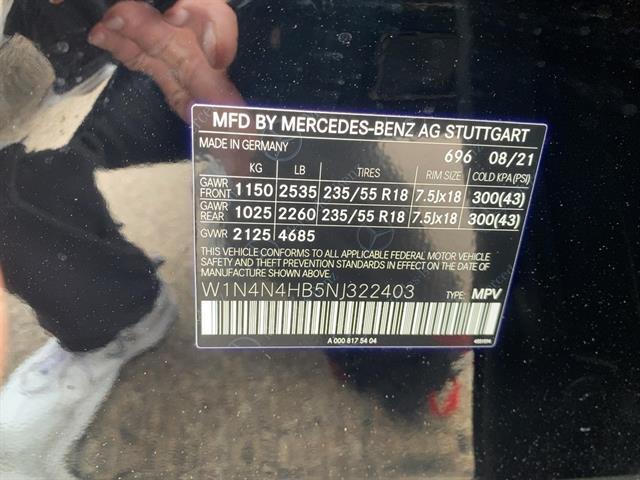 MFD BY MERCEDES-BENZ AG STUTTGART
MADE IN GERMANY 696 08/21
KG LB TIRES RIM SIZE COLD KPA(PSI)
GAWR FRONT 1150 2535 235/55 R18 7.5Jx18 300(43)
GAWR REAR 1025 2260 235/55 R18 7.5Jx18 300(43)
GVWR 2125 4685
THIS VEHICLE CONFORMS TO ALL APPLICABLE FEDERAL MOTOR VEHICLE
SAFETY AND THEFT PREVENTION STANDARDS IN EFFECT ON THE DATE OF
MANUFACTURE SHOWN ABOVE.
W1N4N4HB5NJ322403 TYPE: MPV
A 000 817 54 04